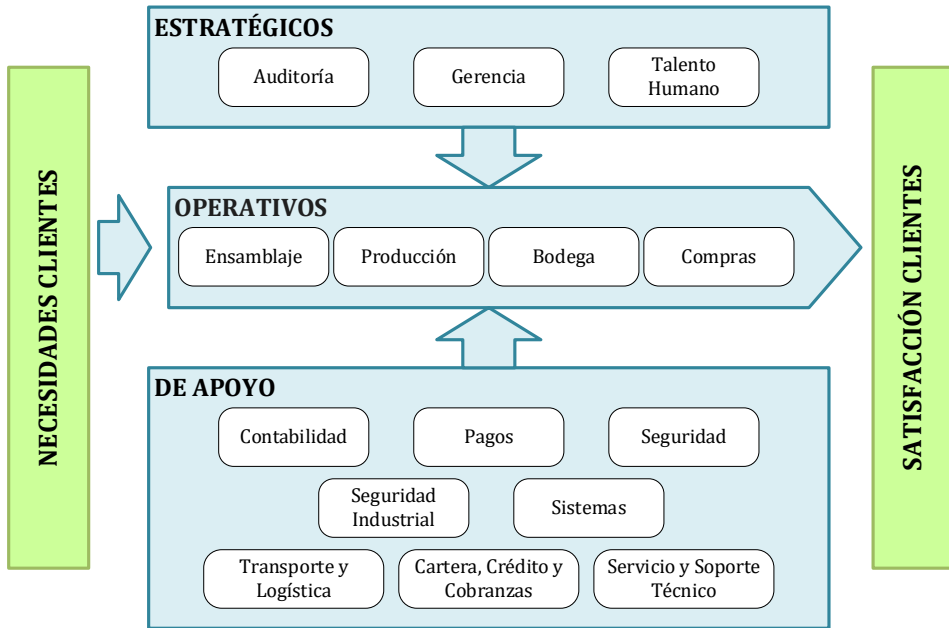 ESTRATÉGICOS
Auditoría
Gerencia
Talento
Humano
NECESIDADES CLIENTES
OPERATIVOS
Ensamblaje
Producción
Bodega
Compras
SATISFACCIÓN CLIENTES
DE APOYO
Contabilidad
Pagos
Seguridad
Seguridad
Industrial
Sistemas
Transporte y
Logística
Cartera, Crédito y
Cobranzas
Servicio y Soporte
Técnico